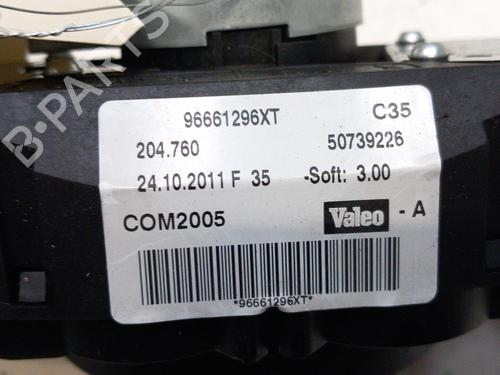 96661296XT C35
204.760 50739226
24.10.2011 F 35 -Soft: 3.00
COM2005 Valeo - A
*96661296XT*
B-PARTS